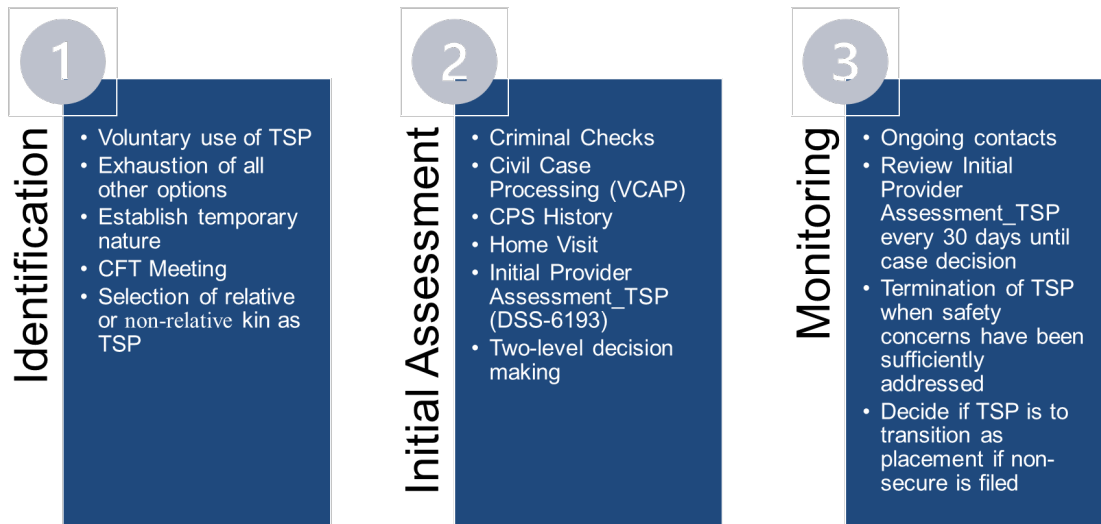 1
Identification
• Voluntary use of TSP
• Exhaustion of all
other options
• Establish temporary
nature
• CFT Meeting
• Selection of relative
or non-relative kin as
TSP
2
Initial Assessment
• Criminal Checks
• Civil Case
Processing (VCAP)
• CPS History
• Home Visit
• Initial Provider
Assessment_TSP
(DSS-6193)
• Two-level decision
making
3
Monitoring
• Ongoing contacts
• Review Initial
Provider
Assessment_TSP
every 30 days until
case decision
• Termination of TSP
when safety
concerns have been
sufficiently
addressed
• Decide if TSP is to
transition as
placement if non-
secure is filed